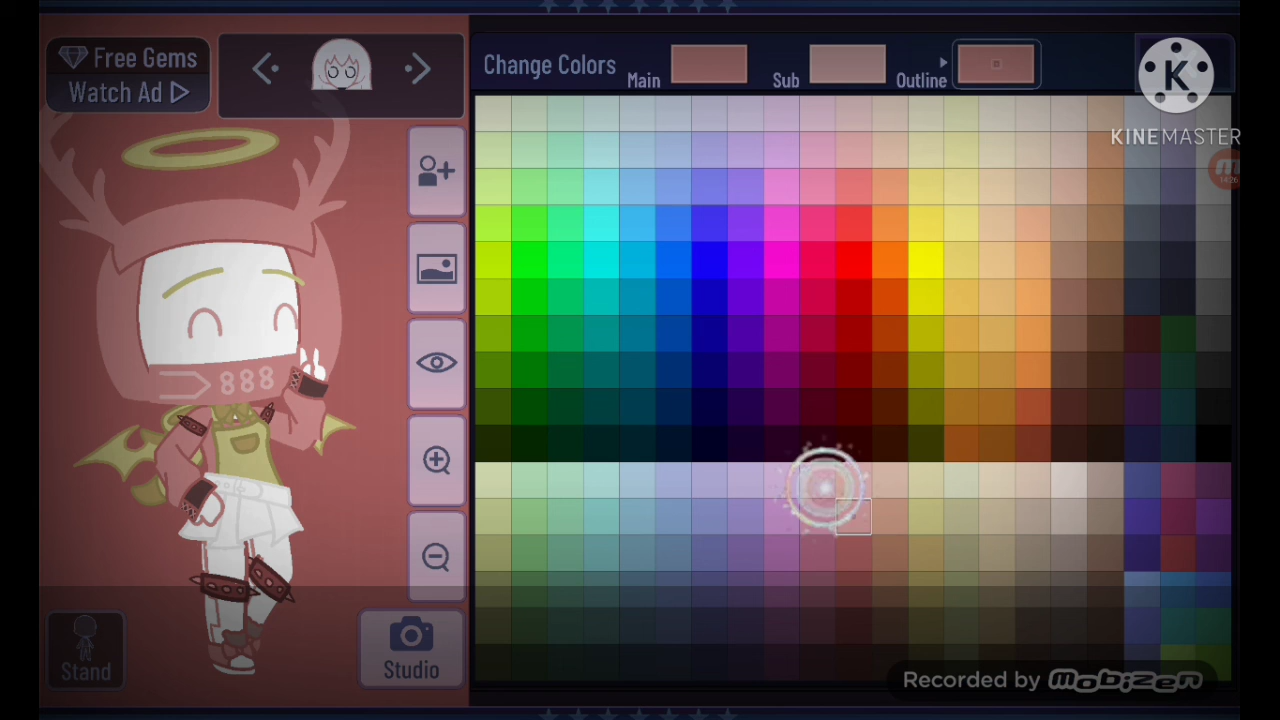 Free Gems
Watch Ad
Change Colors
Main
Sub
Outline
K
KINEMASTER
888
Stand
Studio
Recorded by mobizen